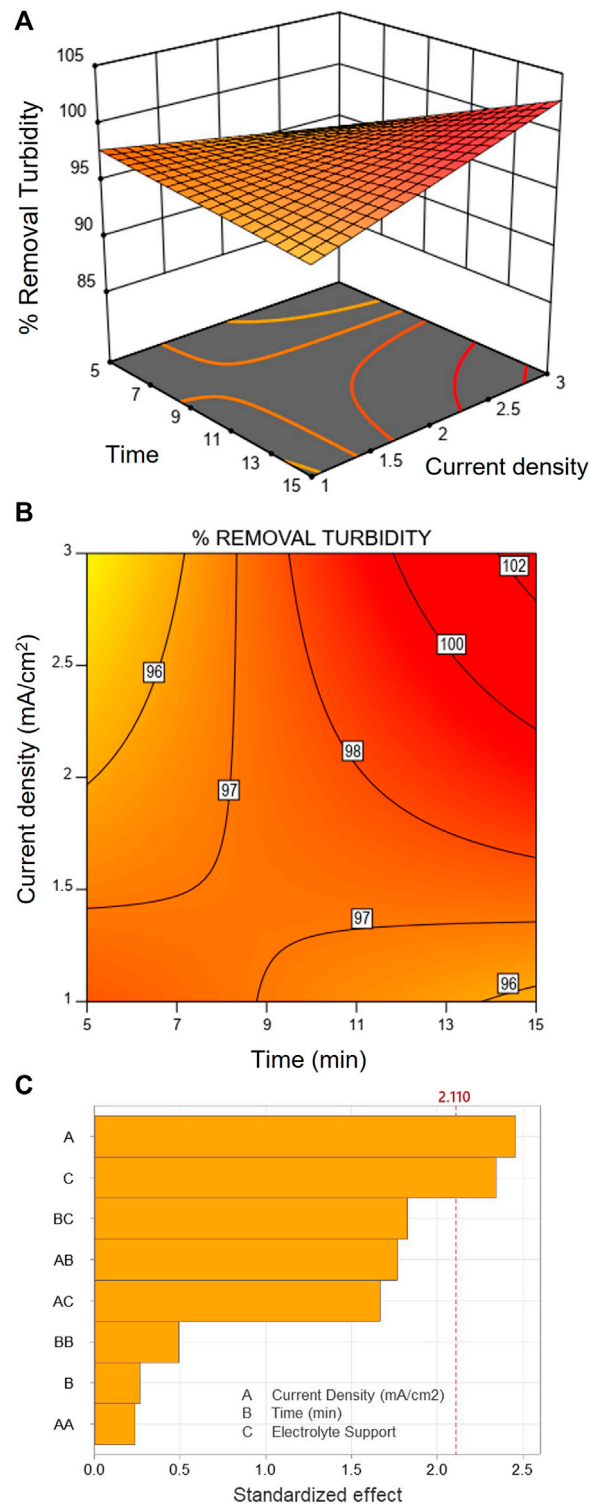 A
105
100
95
90
85
% Removal Turbidity
5
7
9
11
13
15
Time
1
1.5
2
2.5
3
Current density
B
% REMOVAL TURBIDITY
3
2.5
2
1.5
1
Current density (mA/cm²)
102
100
98
97
96
97
96
5
7
9
11
13
15
Time (min)
C
2.110
A
C
BC
AB
AC
BB
B
AA
A Current Density (mA/cm2)
B Time (min)
C Electrolyte Support
0.0
0.5
1.0
1.5
2.0
2.5
Standardized effect